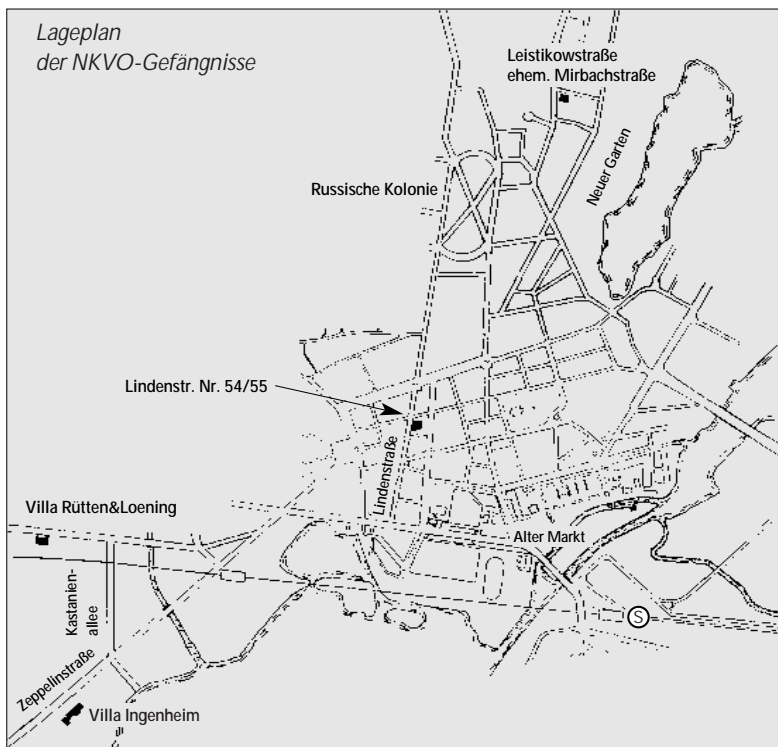 Lageplan
der NKVO-Gefängnisse
Leistikowstraße
ehem. Mirbachstraße
Neuer Garten
Russische Kolonie
Lindenstr. Nr. 54/55
Lindenstraße
Villa Rütten&Loening
Alter Markt
Kastanien-
allee
S
Zeppelinstraße
Villa Ingenheim